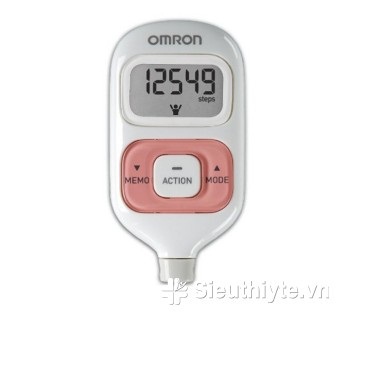 OMRON
12549
steps
▼ − ▲
MEMO ACTION MODE
Sieuthiyte.vn